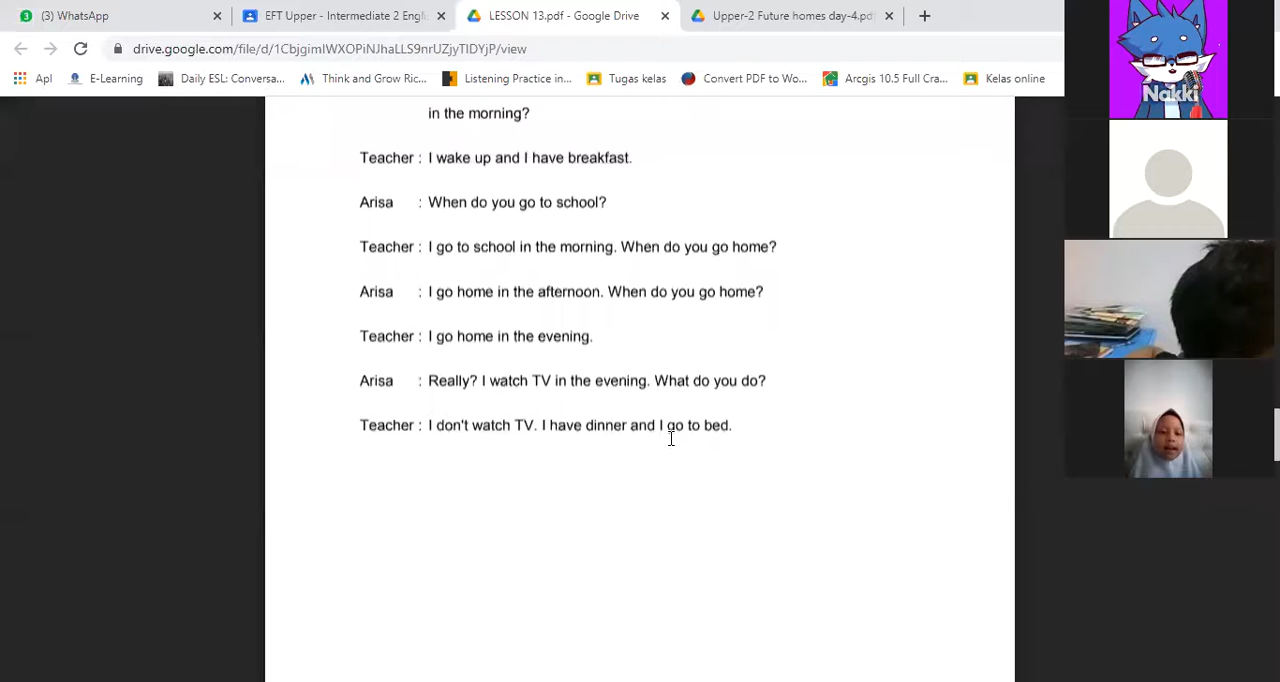 (3) WhatsApp
EFT Upper - Intermediate 2 Engli
LESSON 13.pdf - Google Drive
Upper-2 Future homes day-4.pdf
drive.google.com/file/d/1CbjgimIWXOPiNJhaLLS9nrUZjyTIDYjP/view
Apl
E-Learning
Daily ESL: Conversa...
Think and Grow Ric...
Listening Practice in...
Tugas kelas
Convert PDF to Wo...
Arcgis 10.5 Full Cra...
Kelas online
Nakki
in the morning?
Teacher : I wake up and I have breakfast.
Arisa : When do you go to school?
Teacher : I go to school in the morning. When do you go home?
Arisa : I go home in the afternoon. When do you go home?
Teacher : I go home in the evening.
Arisa : Really? I watch TV in the evening. What do you do?
Teacher : I don't watch TV. I have dinner and I go to bed.